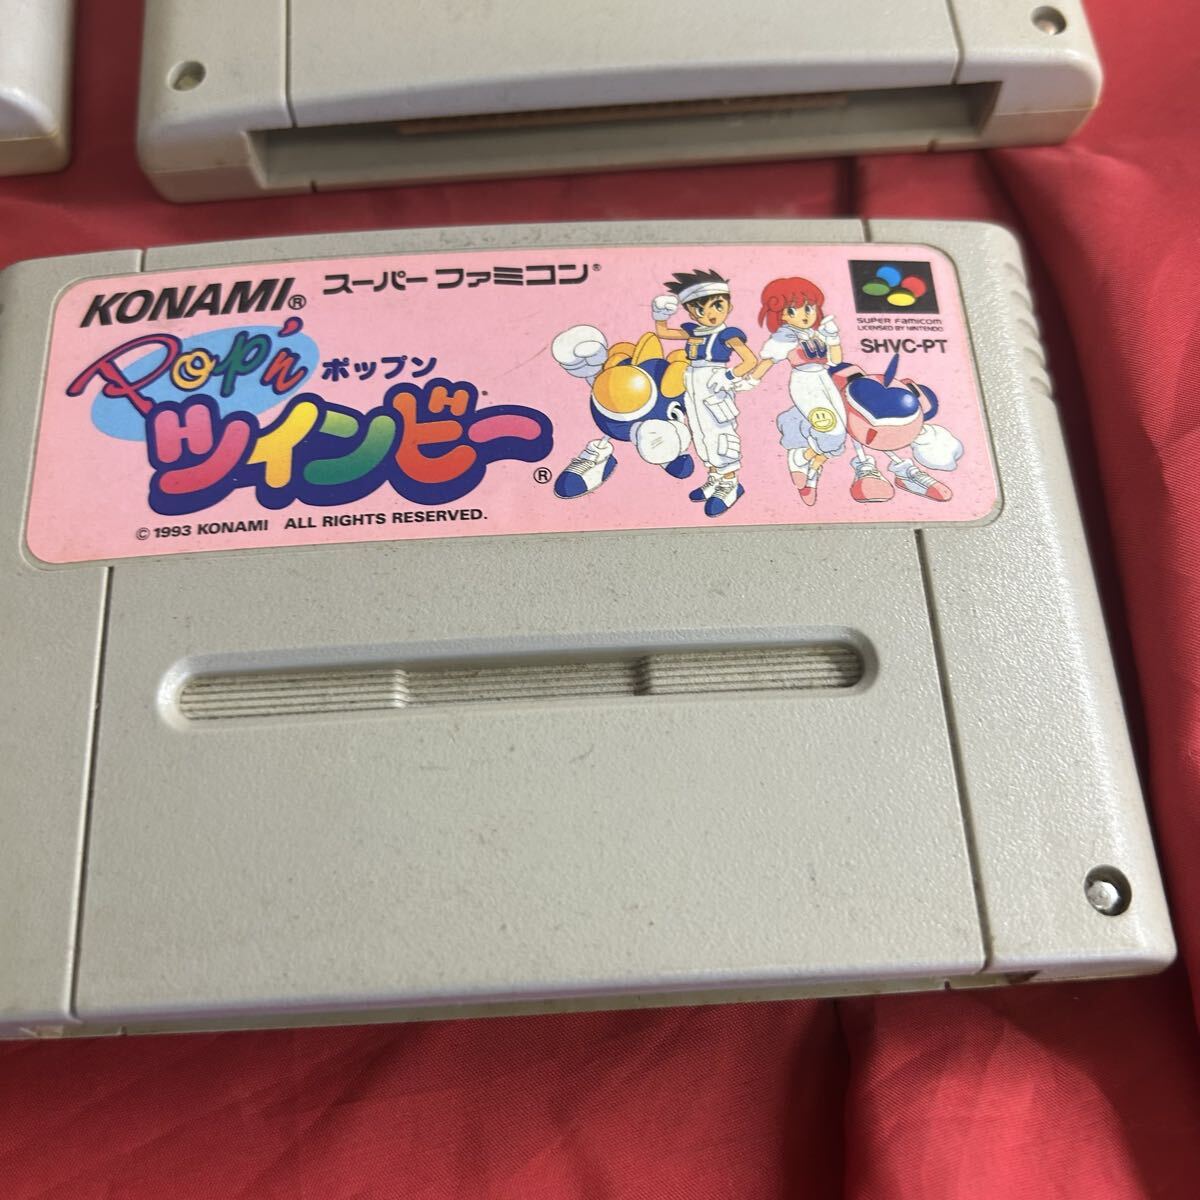 KONAMI®
スーパーファミコン®
Pop'n
ポップン
ツインビー®
© 1993 KONAMI ALL RIGHTS RESERVED.
SUPER FAMICOM
LICENSED BY NINTENDO
SHVC-PT
T
W